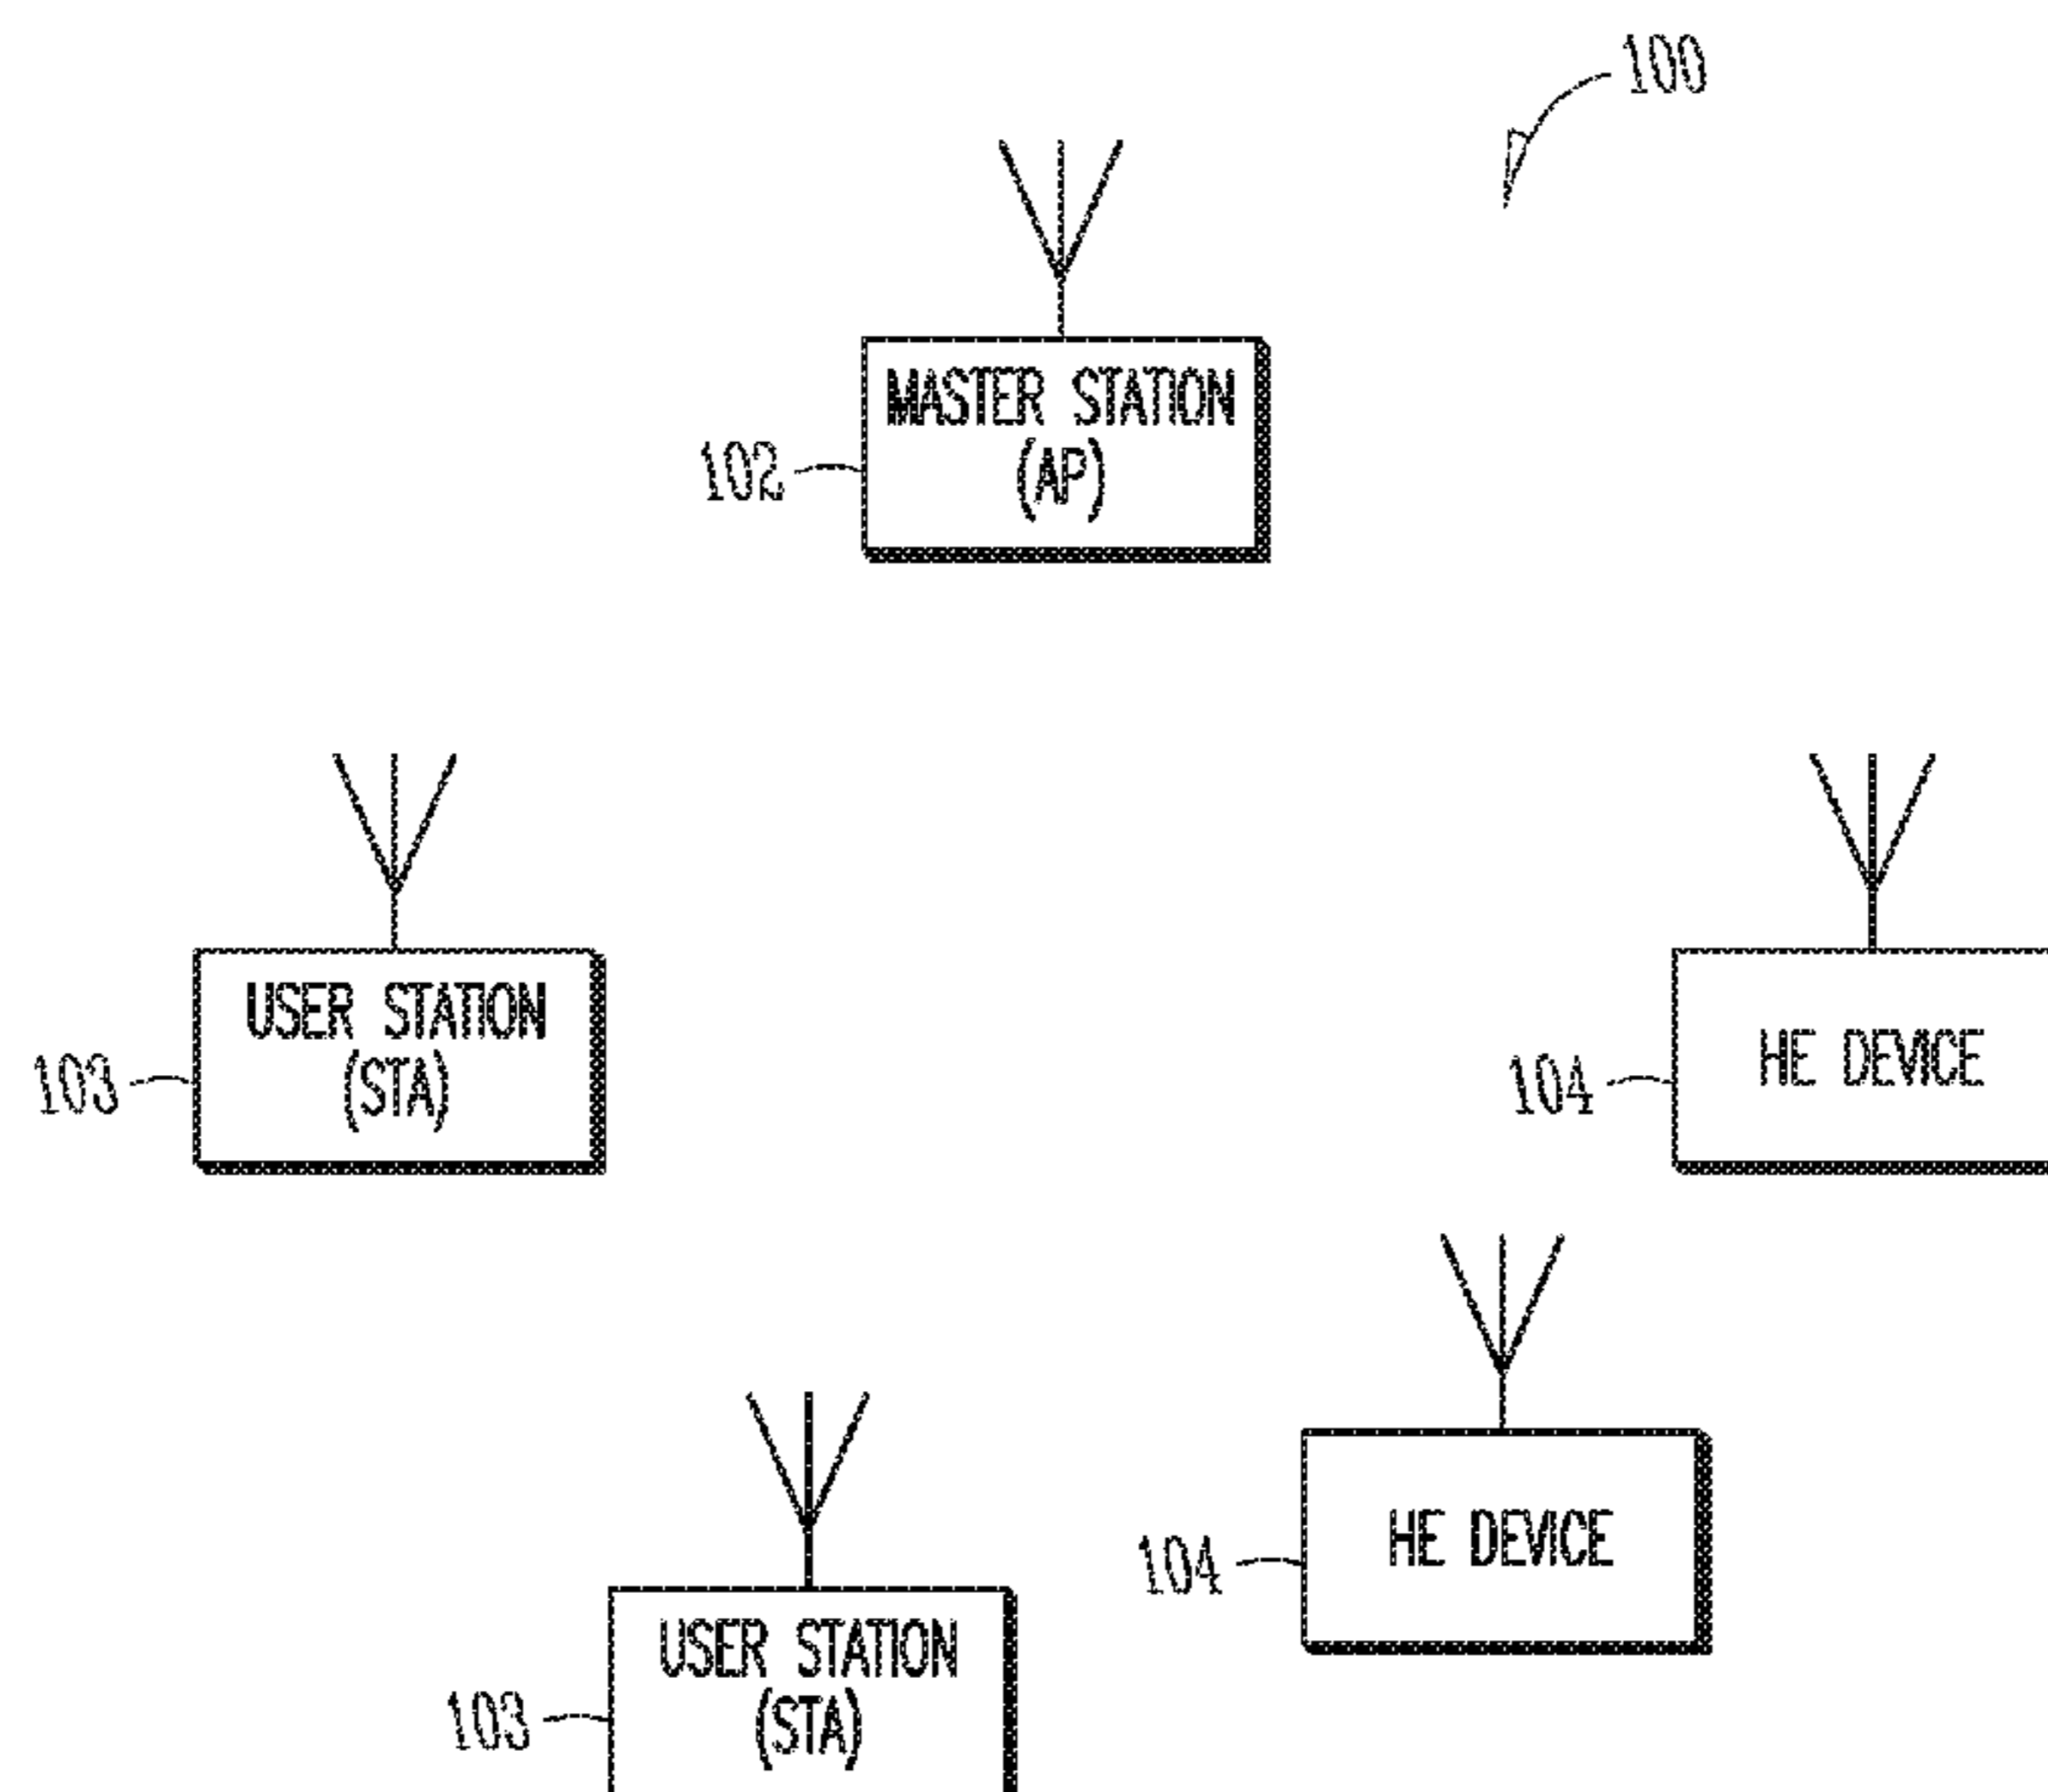 100
MASTER STATION
(AP)
102
USER STATION
(STA)
103
HE DEVICE
104
HE DEVICE
104
USER STATION
(STA)
103